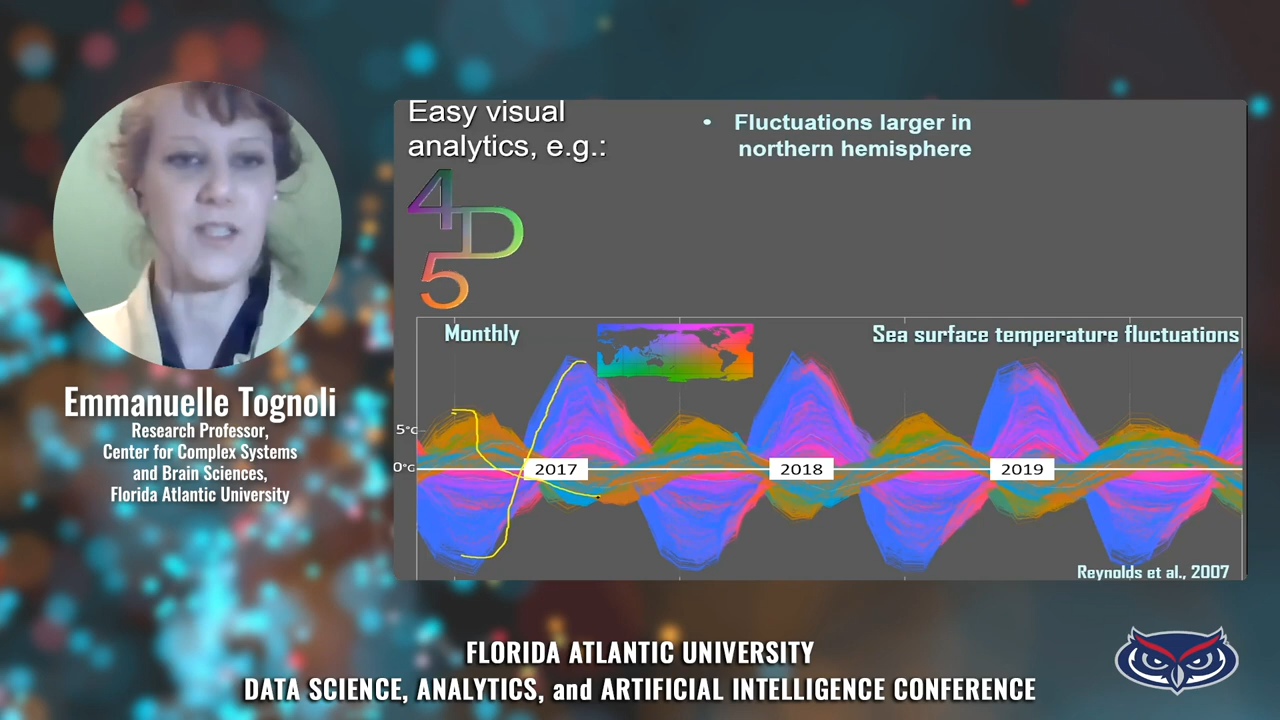 Easy visual
analytics, e.g.:
4D
5
• Fluctuations larger in
northern hemisphere
Monthly
Sea surface temperature fluctuations
5°c
0°c
2017
2018
2019
Reynolds et al., 2007
Emmanuelle Tognoli
Research Professor,
Center for Complex Systems
and Brain Sciences,
Florida Atlantic University
FLORIDA ATLANTIC UNIVERSITY
DATA SCIENCE, ANALYTICS, and ARTIFICIAL INTELLIGENCE CONFERENCE